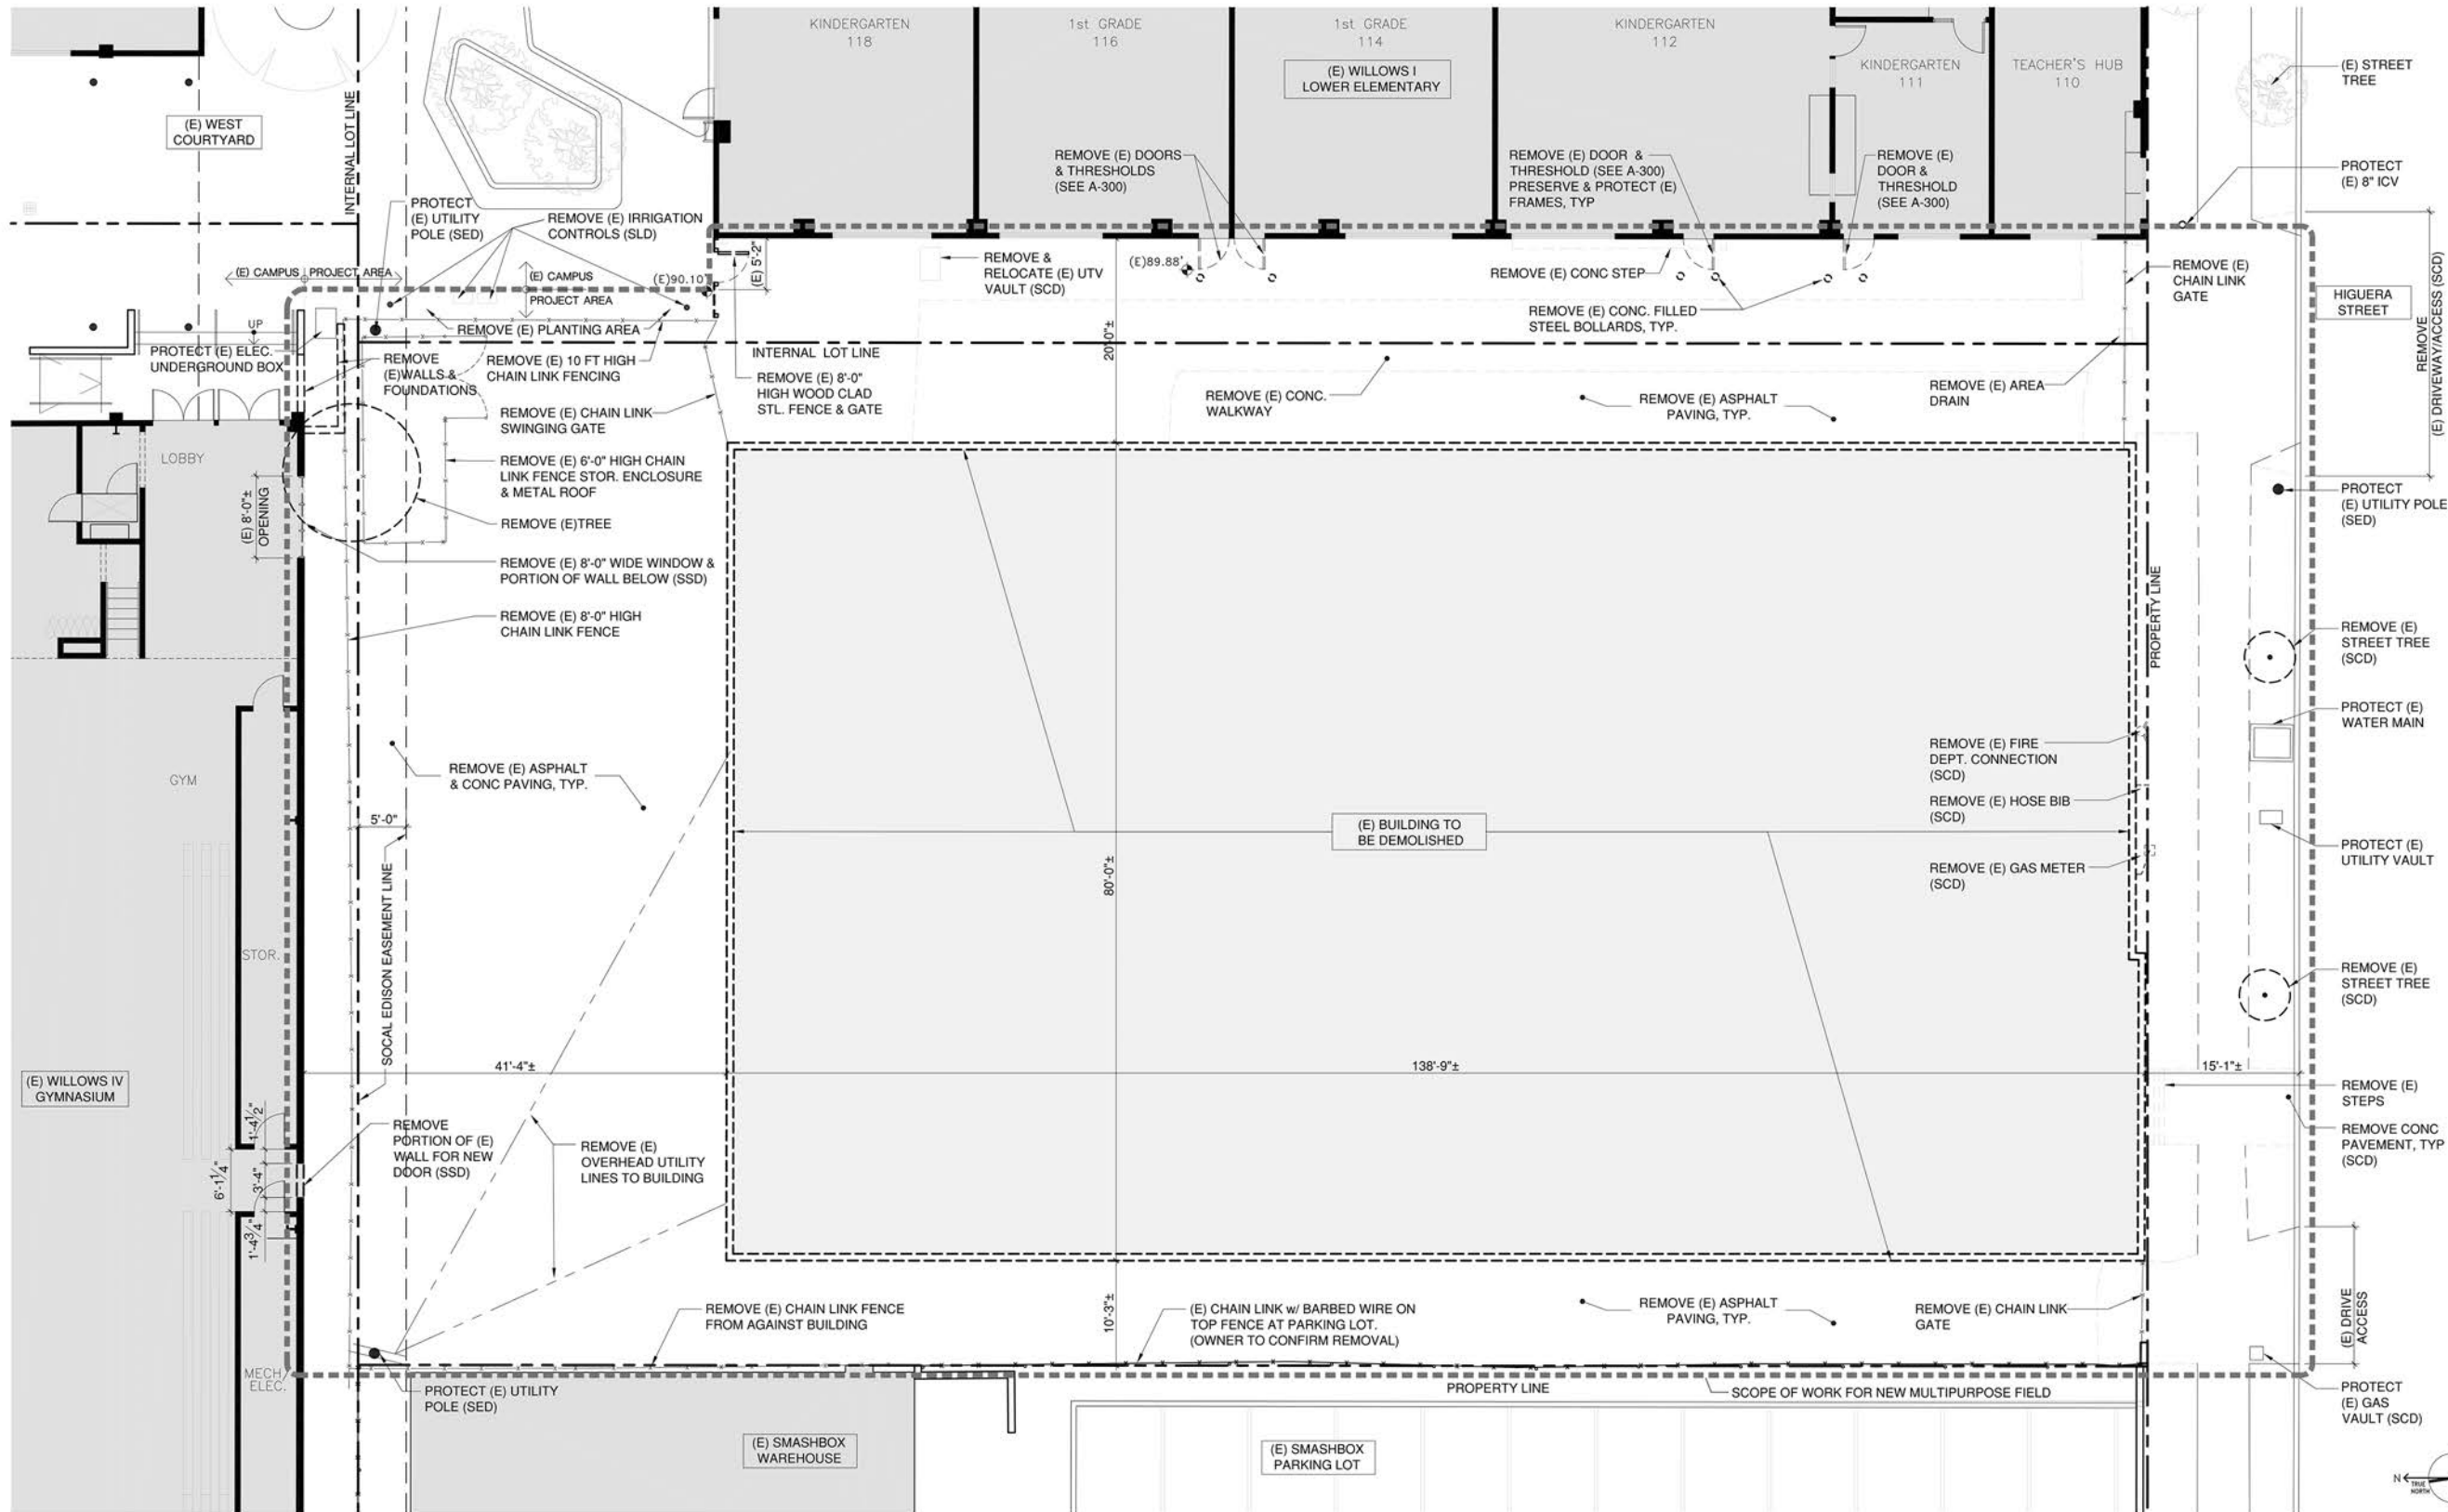 KINDERGARTEN
118
1st GRADE
116
1st GRADE
114
(E) WILLOWS I
LOWER ELEMENTARY
KINDERGARTEN
112
KINDERGARTEN
111
TEACHER'S HUB
110
(E) STREET
TREE
(E) WEST
COURTYARD
INTERNAL LOT LINE
PROTECT
(E) UTILITY
POLE (SED)
REMOVE (E) IRRIGATION
CONTROLS (SLD)
REMOVE (E) DOORS
& THRESHOLDS
(SEE A-300)
REMOVE (E) DOOR &
THRESHOLD (SEE A-300)
PRESERVE & PROTECT (E)
FRAMES, TYP
REMOVE (E)
DOOR &
THRESHOLD
(SEE A-300)
PROTECT
(E) 8" ICV
(E) CAMPUS
PROJECT AREA
(E) CAMPUS
PROJECT AREA
(E)90.10'
(E) 5'-2"
REMOVE &
RELOCATE (E) UTV
VAULT (SCD)
(E)89.88'
REMOVE (E) CONC STEP
REMOVE (E) CONC. FILLED
STEEL BOLLARDS, TYP.
REMOVE (E)
CHAIN LINK
GATE
HIGUERA
STREET
REMOVE
(E) DRIVEWAY/ACCESS (SCD)
UP
PROTECT (E) ELEC.
UNDERGROUND BOX
REMOVE (E) PLANTING AREA
REMOVE
(E)WALLS &
FOUNDATIONS
REMOVE (E) 10 FT HIGH
CHAIN LINK FENCING
INTERNAL LOT LINE
REMOVE (E) 8'-0"
HIGH WOOD CLAD
STL. FENCE & GATE
20'-0"±
REMOVE (E) CONC.
WALKWAY
REMOVE (E) ASPHALT
PAVING, TYP.
REMOVE (E) AREA
DRAIN
REMOVE (E) CHAIN LINK
SWINGING GATE
LOBBY
(E) 8'-0"±
OPENING
REMOVE (E) 6'-0" HIGH CHAIN
LINK FENCE STOR. ENCLOSURE
& METAL ROOF
REMOVE (E)TREE
REMOVE (E) 8'-0" WIDE WINDOW &
PORTION OF WALL BELOW (SSD)
REMOVE (E) 8'-0" HIGH
CHAIN LINK FENCE
PROTECT
(E) UTILITY POLE
(SED)
PROPERTY LINE
REMOVE (E)
STREET TREE
(SCD)
PROTECT (E)
WATER MAIN
GYM
REMOVE (E) ASPHALT
& CONC PAVING, TYP.
5'-0"
SOCAL EDISON EASEMENT LINE
80'-0"±
(E) BUILDING TO
BE DEMOLISHED
REMOVE (E) FIRE
DEPT. CONNECTION
(SCD)
REMOVE (E) HOSE BIB
(SCD)
REMOVE (E) GAS METER
(SCD)
PROTECT (E)
UTILITY VAULT
STOR.
REMOVE (E)
STREET TREE
(SCD)
(E) WILLOWS IV
GYMNASIUM
41'-4"±
138'-9"±
15'-1"±
REMOVE (E)
STEPS
REMOVE CONC
PAVEMENT, TYP
(SCD)
1'-4 1/2"
6'-1 1/4"
3'-4"
1'-4 3/4"
REMOVE
PORTION OF (E)
WALL FOR NEW
DOOR (SSD)
REMOVE (E)
OVERHEAD UTILITY
LINES TO BUILDING
REMOVE (E) CHAIN LINK FENCE
FROM AGAINST BUILDING
10'-3"±
(E) CHAIN LINK w/ BARBED WIRE ON
TOP FENCE AT PARKING LOT.
(OWNER TO CONFIRM REMOVAL)
REMOVE (E) ASPHALT
PAVING, TYP.
REMOVE (E) CHAIN LINK
GATE
(E) DRIVE
ACCESS
MECH/
ELEC.
PROTECT (E) UTILITY
POLE (SED)
PROPERTY LINE
SCOPE OF WORK FOR NEW MULTIPURPOSE FIELD
PROTECT
(E) GAS
VAULT (SCD)
(E) SMASHBOX
WAREHOUSE
(E) SMASHBOX
PARKING LOT
N
TRUE
NORTH